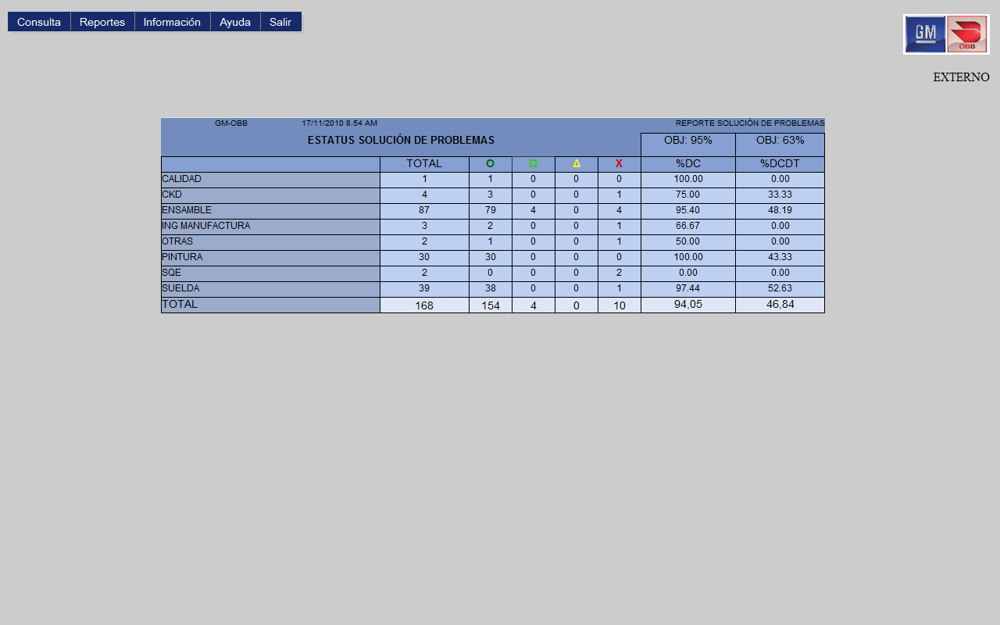 Consulta Reportes Información Ayuda Salir
GM OBB
EXTERNO
GM-OBB 17/11/2010 8.54 AM REPORTE SOLUCIÓN DE PROBLEMAS
ESTATUS SOLUCIÓN DE PROBLEMAS OBJ: 95% OBJ: 63%
TOTAL O Ω Δ X %DC %DCDT
CALIDAD 1 1 0 0 0 100.00 0.00
CKD 4 3 0 0 1 75.00 33.33
ENSAMBLE 87 79 4 0 4 95.40 48.19
ING MANUFACTURA 3 2 0 0 1 66.67 0.00
OTRAS 2 1 0 0 1 50.00 0.00
PINTURA 30 30 0 0 0 100.00 43.33
SQE 2 0 0 0 2 0.00 0.00
SUELDA 39 38 0 0 1 97.44 52.63
TOTAL 168 154 4 0 10 94,05 46,84